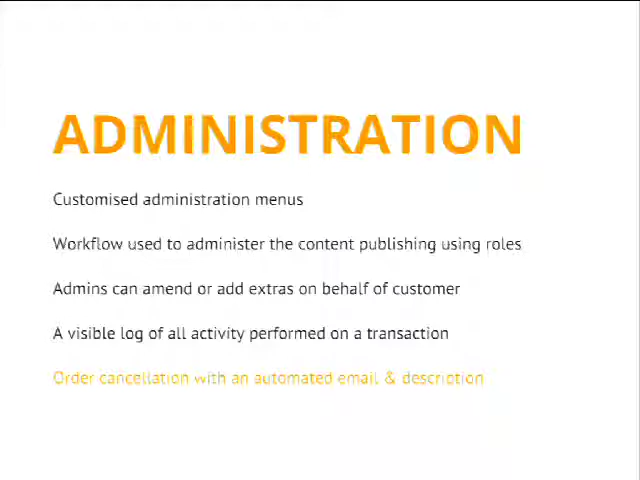 ADMINISTRATION
Customised administration menus
Workflow used to administer the content publishing using roles
Admins can amend or add extras on behalf of customer
A visible log of all activity performed on a transaction
Order cancellation with an automated email & description